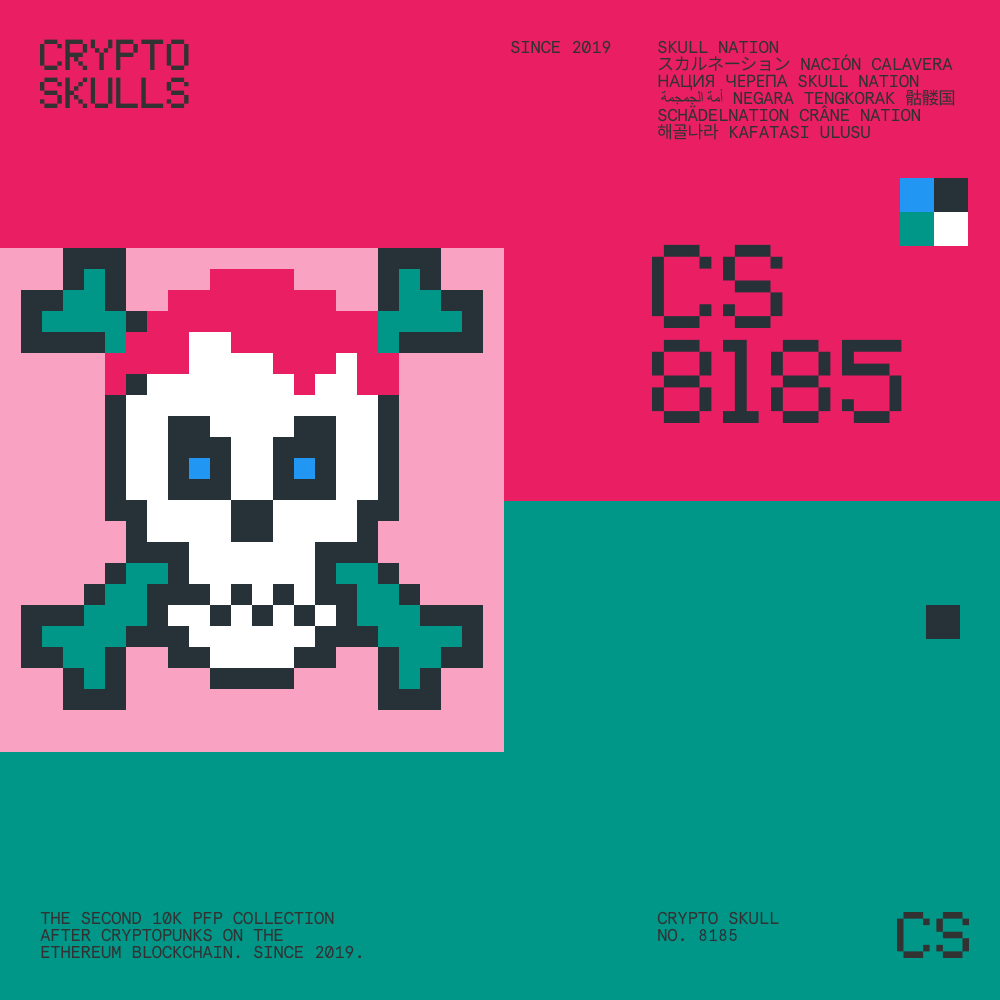 CRYPTO
SKULLS
SINCE 2019
SKULL NATION
スカルネーション NACIÓN CALAVERA
НАЦИЯ ЧЕРЕПА SKULL NATION
أمة الجمجمة NEGARA TENGKORAK 骷髅国
SCHÄDELNATION CRÂNE NATION
해골나라 KAFATASI ULUSU
CS
8185
THE SECOND 10K PFP COLLECTION
AFTER CRYPTOPUNKS ON THE
ETHEREUM BLOCKCHAIN. SINCE 2019.
CRYPTO SKULL
NO. 8185
CS